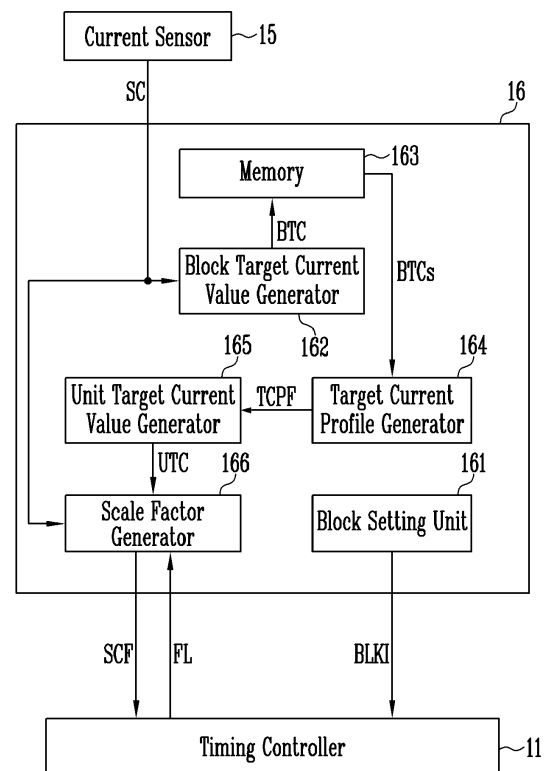 Current Sensor
15
SC
16
163
Memory
BTC
BTCs
Block Target Current
Value Generator
162
165
164
Unit Target Current
Value Generator
TCPF
Target Current
Profile Generator
UTC
166
161
Scale Factor
Generator
Block Setting Unit
SCF
FL
BLKI
Timing Controller
11